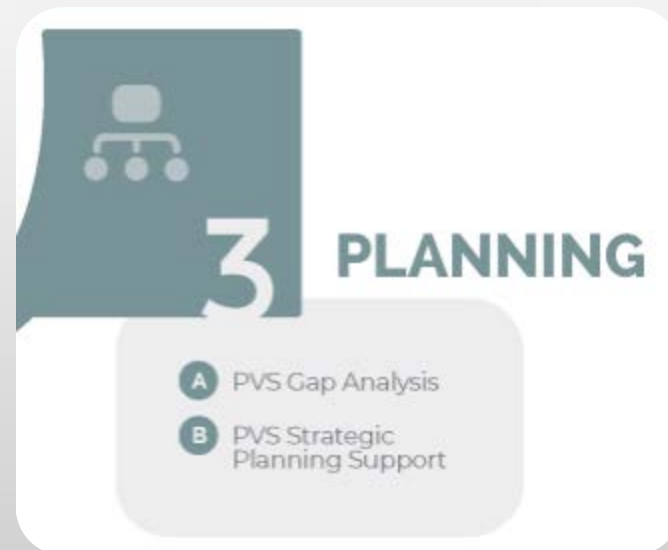 3
PLANNING
A PVS Gap Analysis
B PVS Strategic
Planning Support